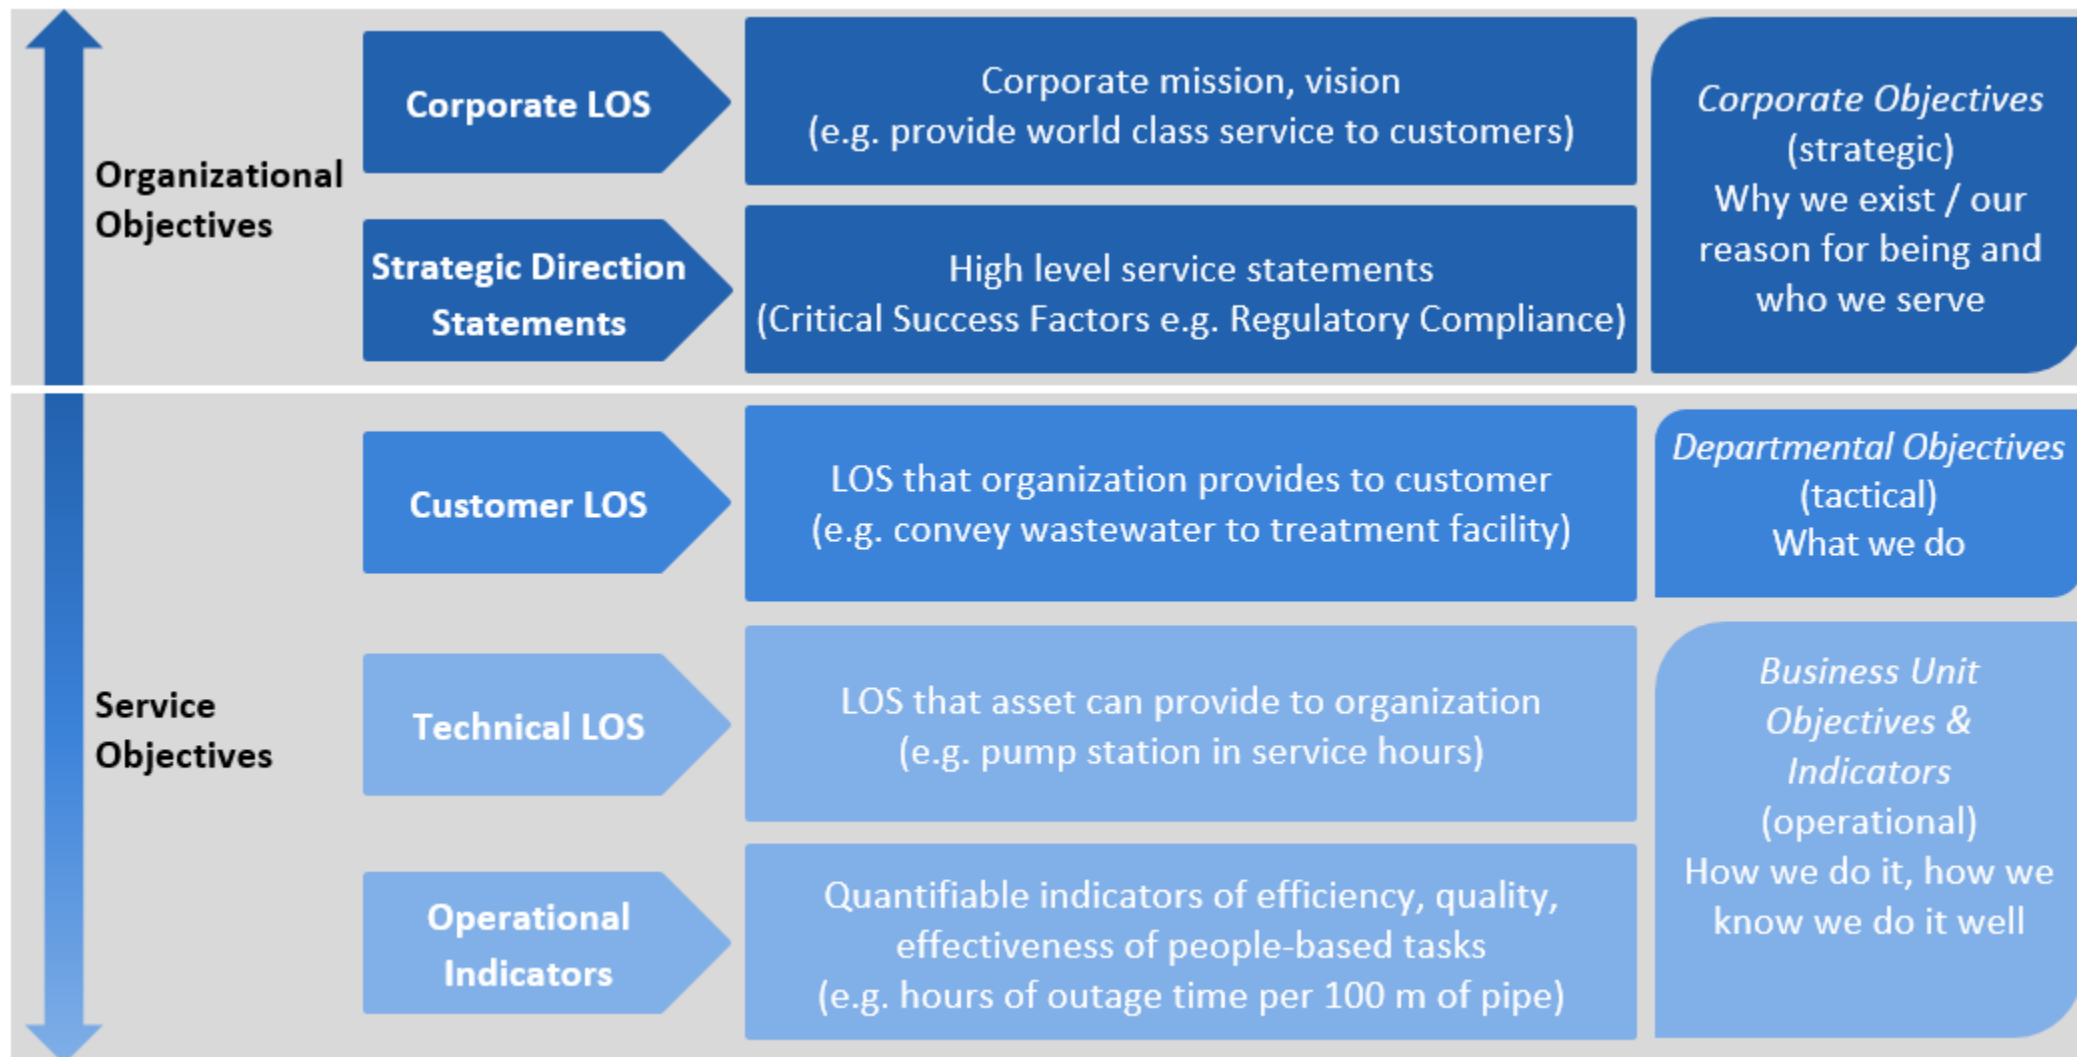 Organizational
Objectives
Corporate LOS
Corporate mission, vision
(e.g. provide world class service to customers)
Strategic Direction
Statements
High level service statements
(Critical Success Factors e.g. Regulatory Compliance)
Corporate Objectives
(strategic)
Why we exist / our
reason for being and
who we serve
Service
Objectives
Customer LOS
LOS that organization provides to customer
(e.g. convey wastewater to treatment facility)
Departmental Objectives
(tactical)
What we do
Technical LOS
LOS that asset can provide to organization
(e.g. pump station in service hours)
Operational
Indicators
Quantifiable indicators of efficiency, quality,
effectiveness of people-based tasks
(e.g. hours of outage time per 100 m of pipe)
Business Unit
Objectives &
Indicators
(operational)
How we do it, how we
know we do it well